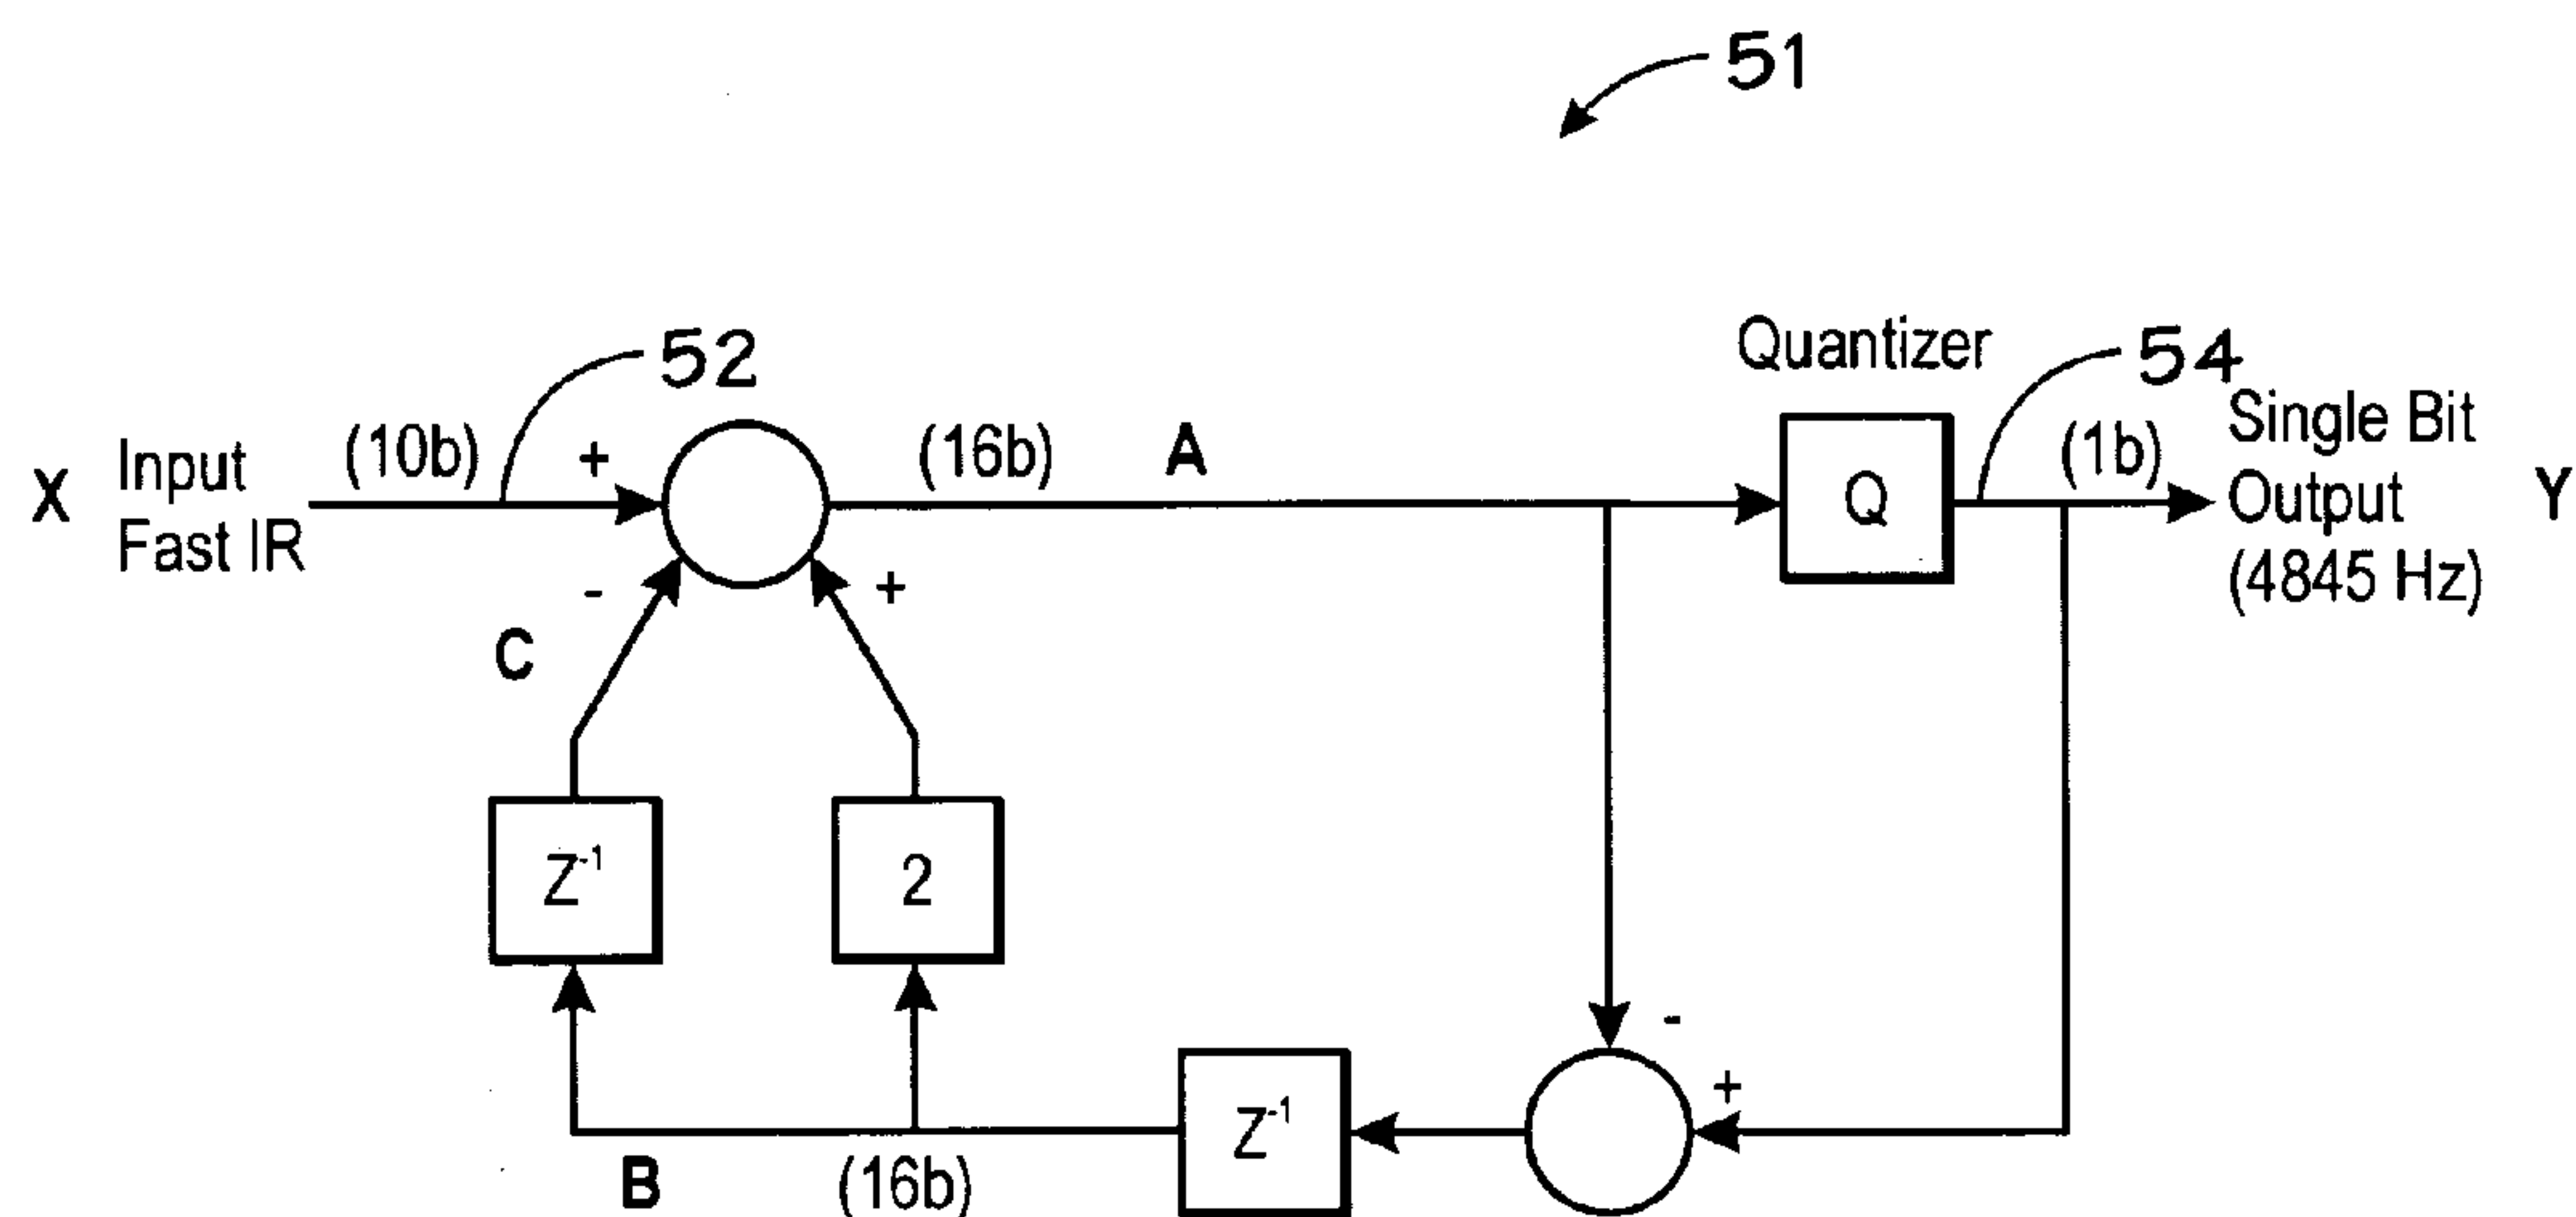 51
52
Quantizer
54
X
Input
Fast IR
(10b)
+
(16b)
A
Q
(1b)
Single Bit
Output
(4845 Hz)
Y
-
+
C
Z⁻¹
2
-
+
Z⁻¹
B
(16b)